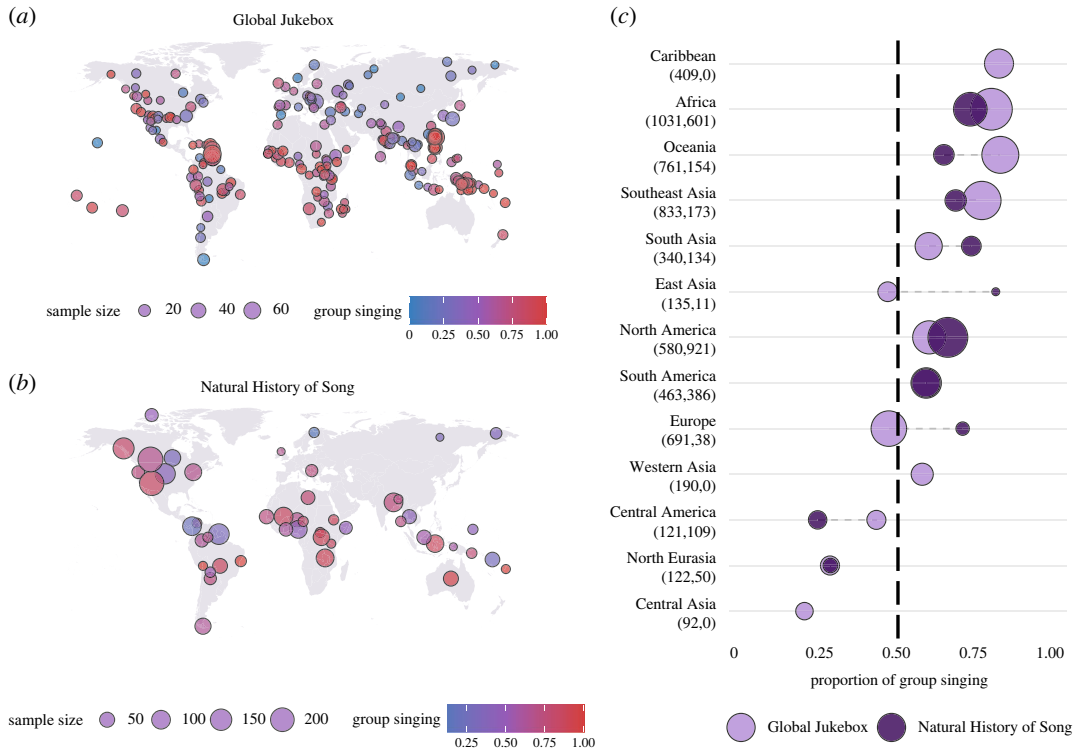 (a)
Global Jukebox
sample size 20 40 60 group singing
0 0.25 0.50 0.75 1.00
(b)
Natural History of Song
sample size 50 100 150 200 group singing
0.25 0.50 0.75 1.00
(c)
Caribbean
(409,0)
Africa
(1031,601)
Oceania
(761,154)
Southeast Asia
(833,173)
South Asia
(340,134)
East Asia
(135,11)
North America
(580,921)
South America
(463,386)
Europe
(691,38)
Western Asia
(190,0)
Central America
(121,109)
North Eurasia
(122,50)
Central Asia
(92,0)
0 0.25 0.50 0.75 1.00
proportion of group singing
Global Jukebox Natural History of Song